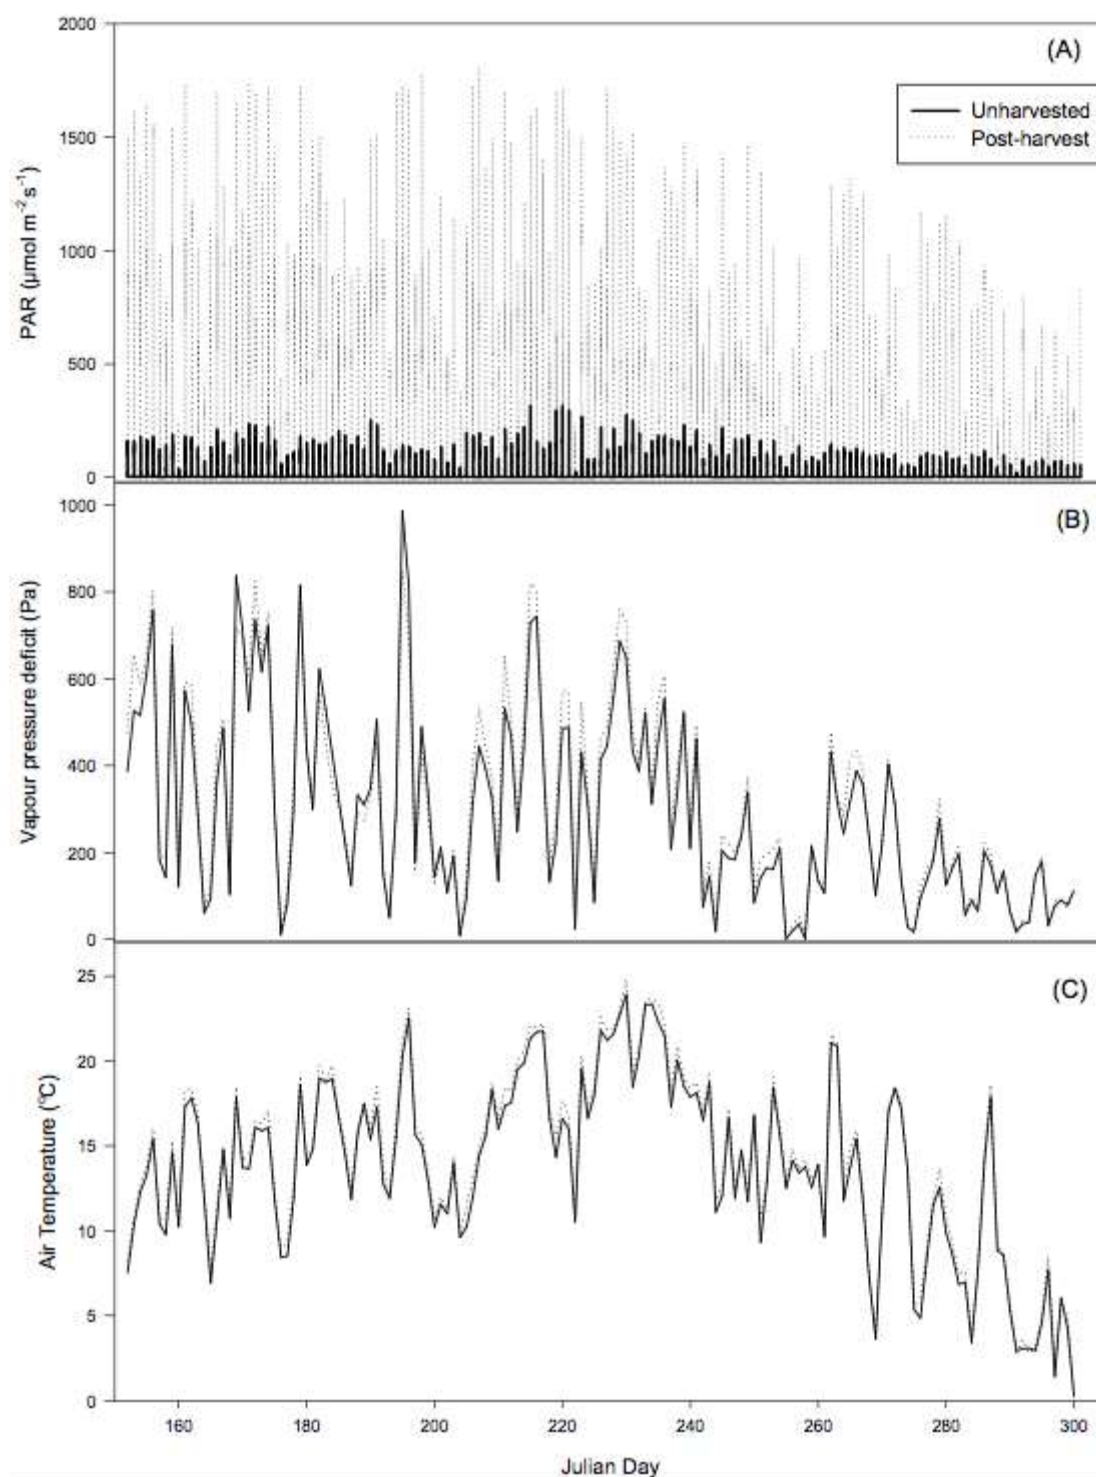 2000
(A)
Unharvested
Post-harvest
1500
PAR (μmol m⁻² s⁻¹)
1000
500
0
1000
(B)
800
Vapour pressure deficit (Pa)
600
400
200
0
25
(C)
20
Air Temperature (°C)
15
10
5
0
160 180 200 220 240 260 280 300
Julian Day